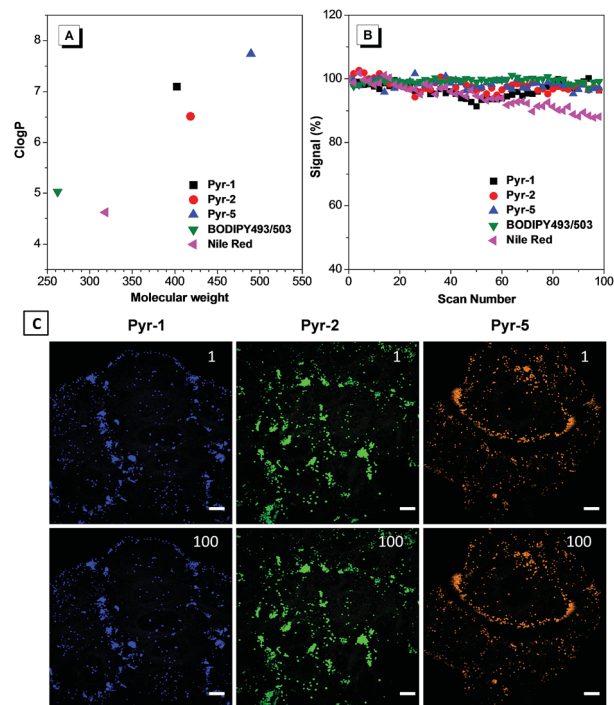 A
ClogP
8
7
6
5
4
Pyr-1
Pyr-2
Pyr-5
BODIPY493/503
Nile Red
250 300 350 400 450 500 550
Molecular weight
B
Signal (%)
120
100
80
60
40
Pyr-1
Pyr-2
Pyr-5
BODIPY493/503
Nile Red
0 20 40 60 80 100
Scan Number
C
Pyr-1 Pyr-2 Pyr-5
1 1 1
100 100 100